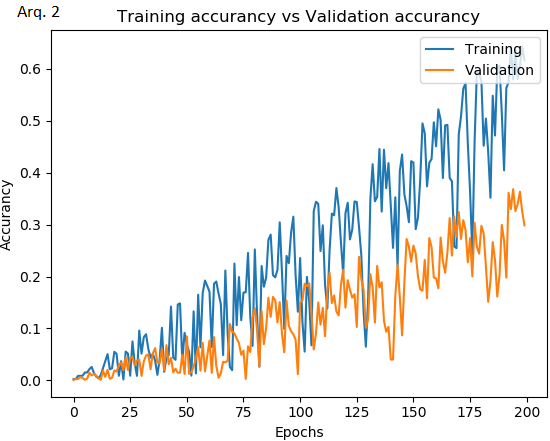 Arq. 2
Training accurancy vs Validation accurancy
Training
Validation
0.6
0.5
0.4
0.3
0.2
0.1
0.0
Accurancy
0 25 50 75 100 125 150 175 200
Epochs